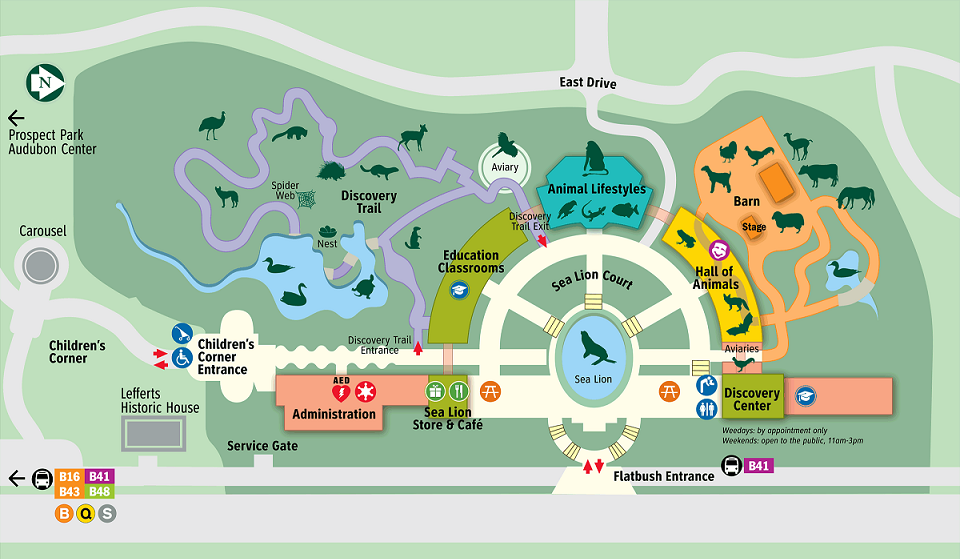 N
Prospect Park
Audubon Center
Carousel
Children's
Corner
Lefferts
Historic House
Service Gate
B16
B41
B43
B48
B
Q
S
Children's
Corner
Entrance
Spider
Web
Nest
Discovery
Trail
Discovery Trail
Entrance
AED
Administration
Sea Lion
Store & Café
Education
Classrooms
Discovery
Trail Exit
Aviary
East Drive
Animal Lifestyles
Sea Lion Court
Sea Lion
Hall of
Animals
Barn
Stage
Aviaries
Discovery
Center
Weedays: by appointment only
Weekends: open to the public, 11am-3pm
Flatbush Entrance
B41